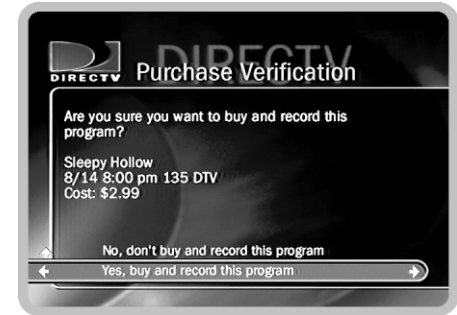 DIRECTV
DIRECTV
Purchase Verification
Are you sure you want to buy and record this
program?
Sleepy Hollow
8/14 8:00 pm 135 DTV
Cost: $2.99
No, don't buy and record this program
Yes, buy and record this program